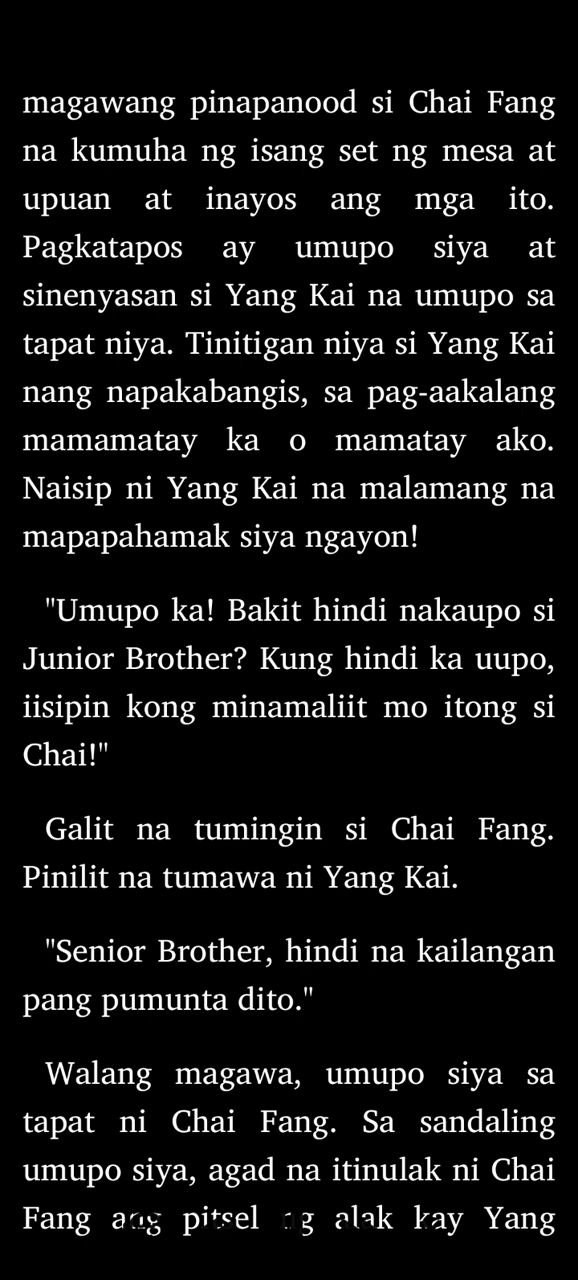 magawang pinapanood si Chai Fang
na kumuha ng isang set ng mesa at
upuan at inayos ang mga ito.
Pagkatapos ay umupo siya at
sinenyasan si Yang Kai na umupo sa
tapat niya. Tinitigan niya si Yang Kai
nang napakabangis, sa pag-aakalang
mamamatay ka o mamatay ako.
Naisip ni Yang Kai na malamang na
mapapahamak siya ngayon!
"Umupo ka! Bakit hindi nakaupo si
Junior Brother? Kung hindi ka uupo,
iisipin kong minamaliit mo itong si
Chai!"
Galit na tumingin si Chai Fang.
Pinilit na tumawa ni Yang Kai.
"Senior Brother, hindi na kailangan
pang pumunta dito."
Walang magawa, umupo siya sa
tapat ni Chai Fang. Sa sandaling
umupo siya, agad na itinulak ni Chai
Fang ang pitsel ng alak kay Yang